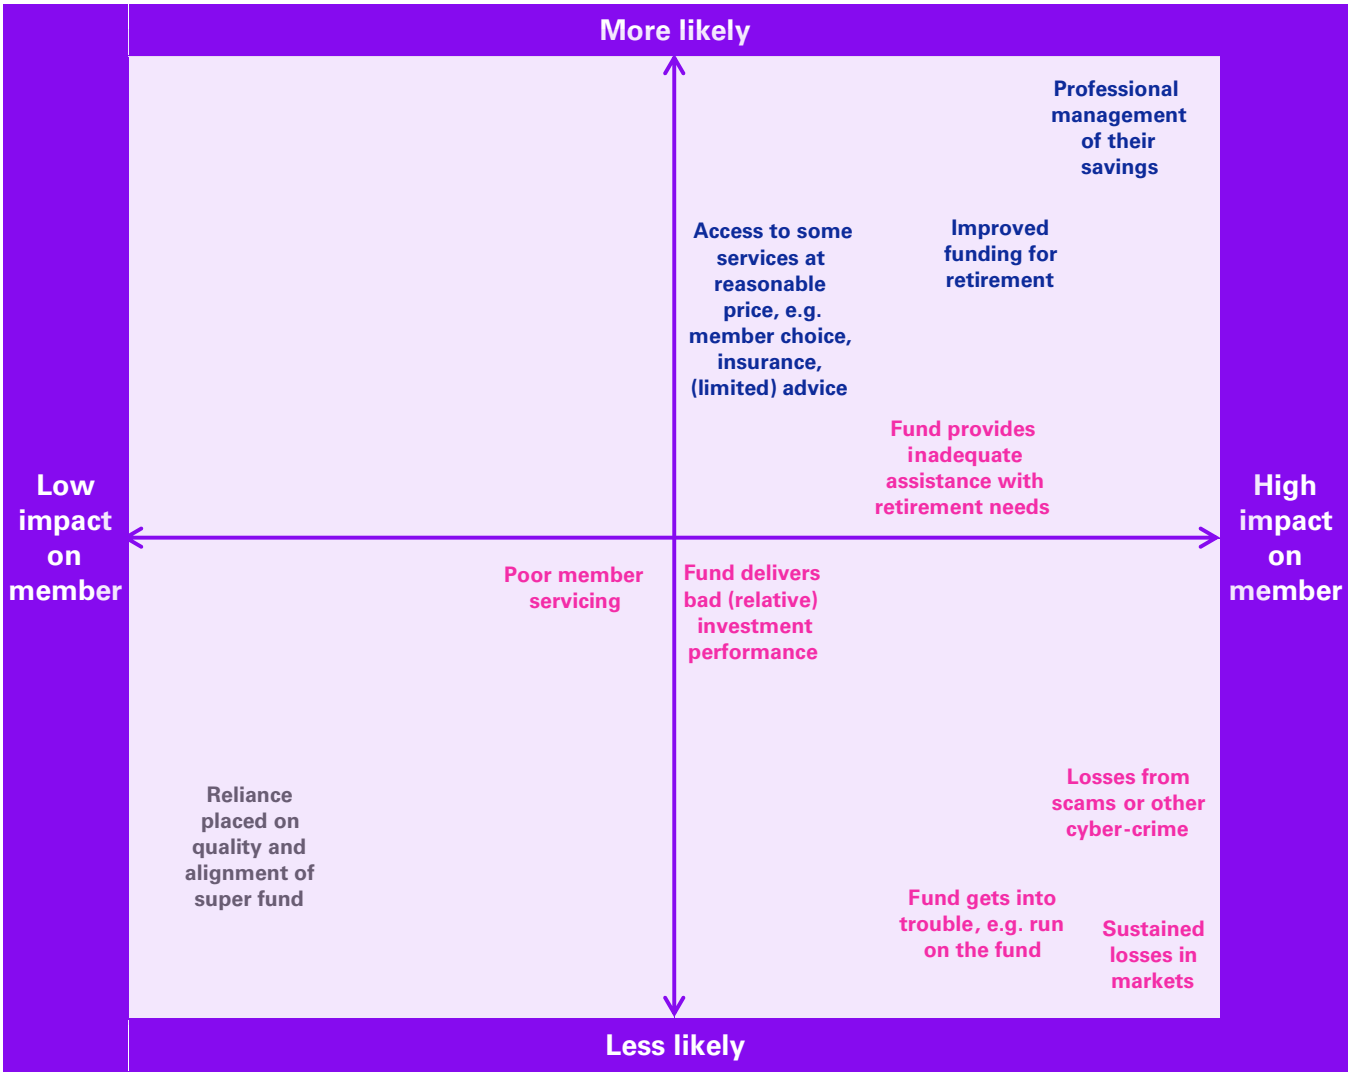 More likely
Professional
management
of their
savings
Access to some
services at
reasonable
price, e.g.
member choice,
insurance,
(limited) advice
Improved
funding for
retirement
Fund provides
inadequate
assistance with
retirement needs
Low
impact
on
member
High
impact
on
member
Poor member
servicing
Fund delivers
bad (relative)
investment
performance
Reliance
placed on
quality and
alignment of
super fund
Losses from
scams or other
cyber-crime
Fund gets into
trouble, e.g. run
on the fund
Sustained
losses in
markets
Less likely